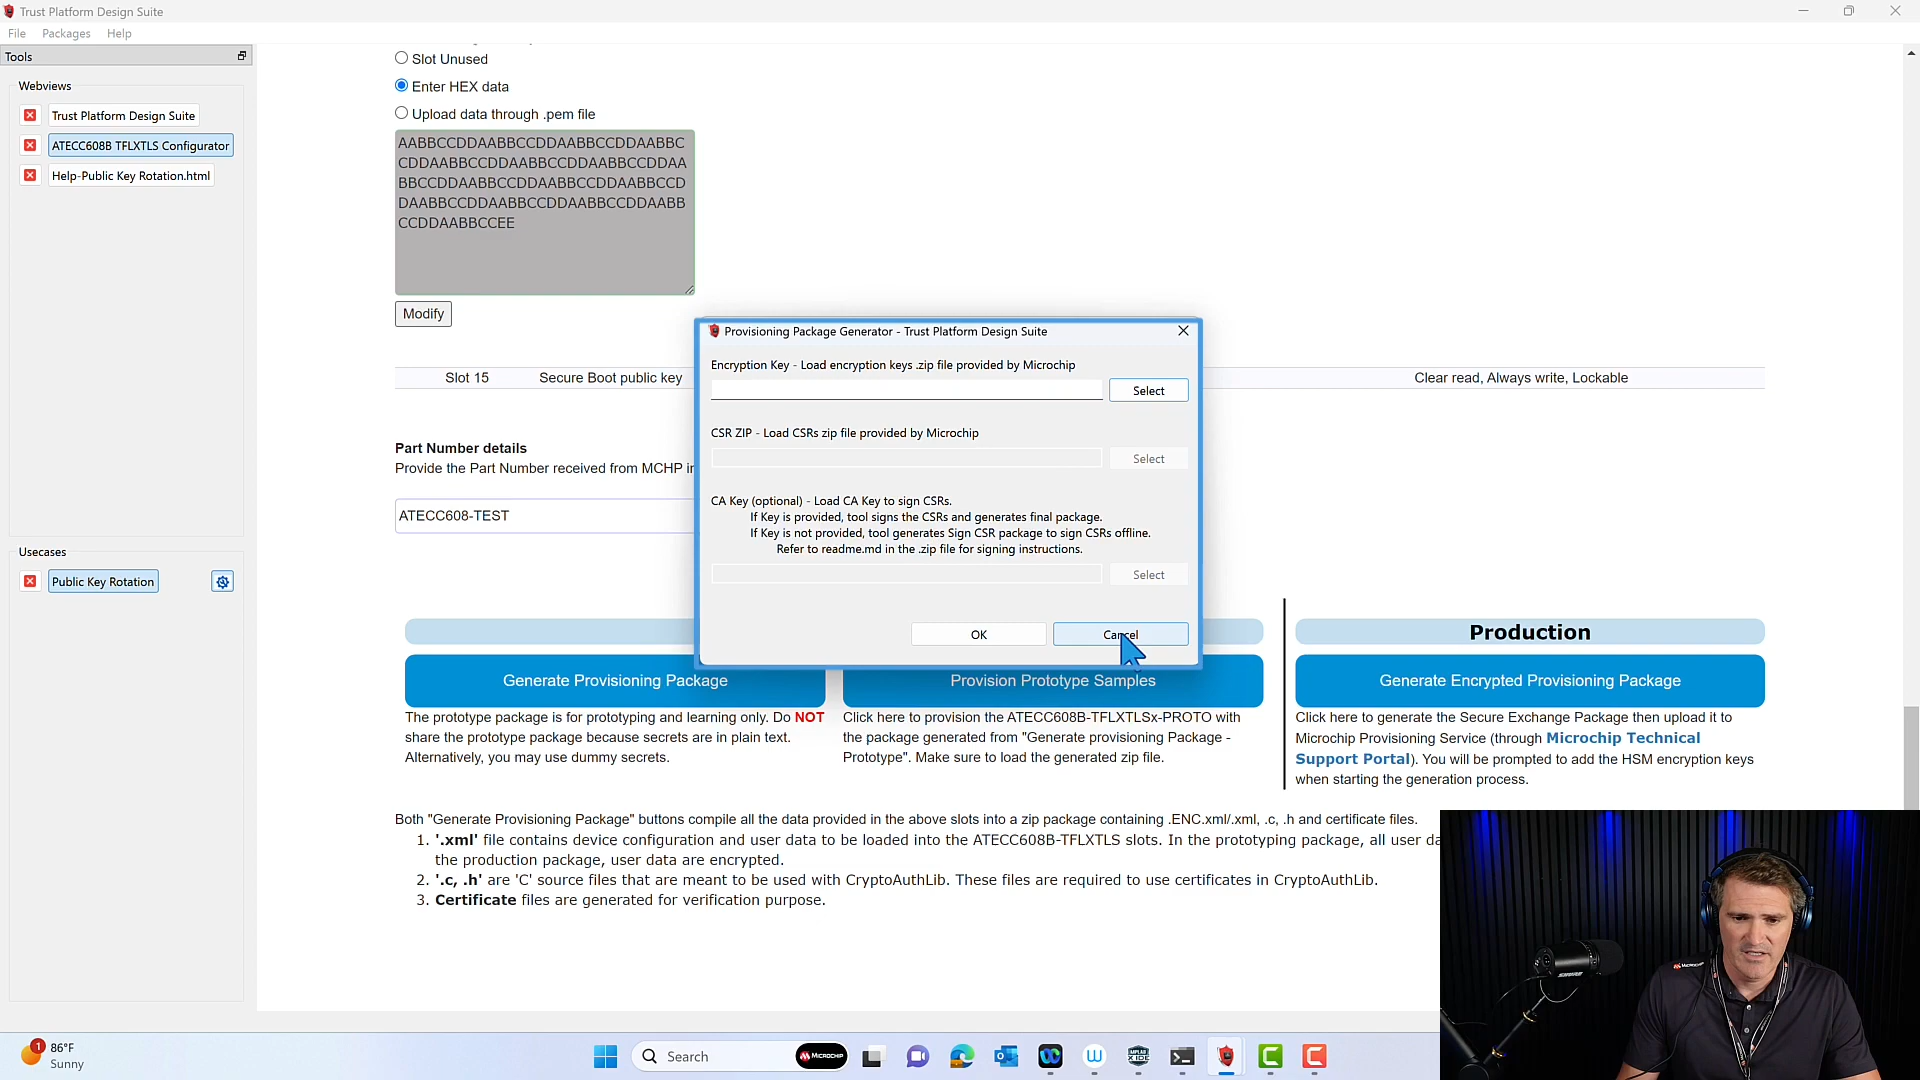 Trust Platform Design Suite
File Packages Help
Tools
Webviews
Trust Platform Design Suite
ATECC608B TFLXTLS Configurator
Help-Public Key Rotation.html
Usecases
Public Key Rotation
Slot Unused
Enter HEX data
Upload data through .pem file
AABBCCDDAABBCCDDAABBCCDDAABBC
CDDAABBCCDDAABBCCDDAABBCCDDAA
BBCCDDAABBCCDDAABBCCDDAABBCCD
DAABBCCDDAABBCCDDAABBCCDDAABB
CCDDAABBCCEE
Modify
Slot 15 Secure Boot public key Clear read, Always write, Lockable
Part Number details
Provide the Part Number received from MCHP
ATECC608-TEST
Provisioning Package Generator - Trust Platform Design Suite
Encryption Key - Load encryption keys .zip file provided by Microchip
Select
CSR ZIP - Load CSRs zip file provided by Microchip
Select
CA Key (optional) - Load CA Key to sign CSRs.
If Key is provided, tool signs the CSRs and generates final package.
If Key is not provided, tool generates Sign CSR package to sign CSRs offline.
Refer to readme.md in the .zip file for signing instructions.
Select
OK Cancel
Generate Provisioning Package
The prototype package is for prototyping and learning only. Do NOT
share the prototype package because secrets are in plain text.
Alternatively, you may use dummy secrets.
Provision Prototype Samples
Click here to provision the ATECC608B-TFLXTLSx-PROTO with
the package generated from "Generate provisioning Package -
Prototype". Make sure to load the generated zip file.
Production
Generate Encrypted Provisioning Package
Click here to generate the Secure Exchange Package then upload it to
Microchip Provisioning Service (through Microchip Technical
Support Portal). You will be prompted to add the HSM encryption keys
when starting the generation process.
Both "Generate Provisioning Package" buttons compile all the data provided in the above slots into a zip package containing .ENC.xml/.xml, .c, .h and certificate files.
1. '.xml' file contains device configuration and user data to be loaded into the ATECC608B-TFLXTLS slots. In the prototyping package, all user
the production package, user data are encrypted.
2. '.c, .h' are 'C' source files that are meant to be used with CryptoAuthLib. These files are required to use certificates in CryptoAuthLib.
3. Certificate files are generated for verification purpose.
MICROCHIP
SHURE
1
86°F
Sunny
Search
MICROCHIP
MPLAB
X IDE